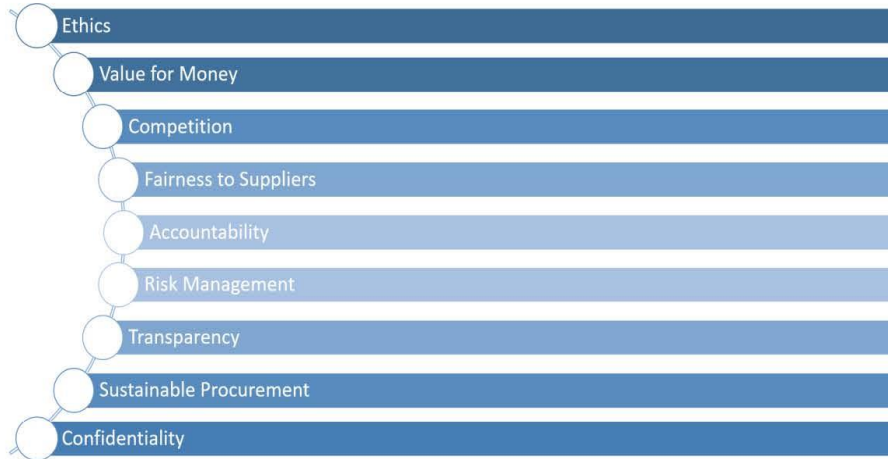 Ethics
Value for Money
Competition
Fairness to Suppliers
Accountability
Risk Management
Transparency
Sustainable Procurement
Confidentiality